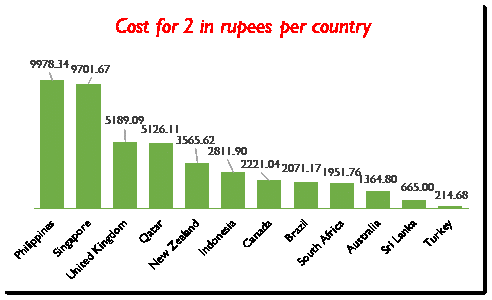 Cost for 2 in rupees per country
9978.34
9701.67
5189.09
5126.11
3565.62
2811.90
2221.04
2071.17
1951.76
1364.80
665.00
214.68
Philippines
Singapore
United Kingdom
Qatar
New Zealand
Indonesia
Canada
Brazil
South Africa
Australia
Sri Lanka
Turkey